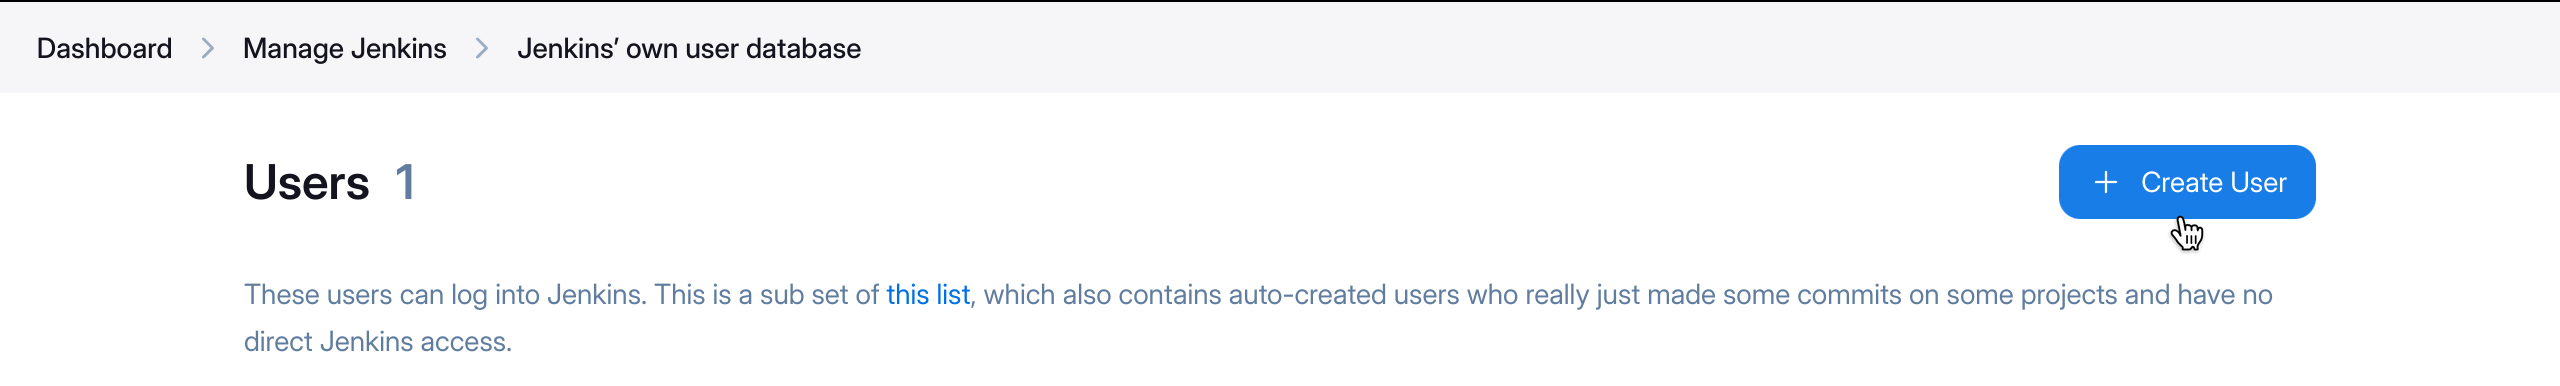 Dashboard > Manage Jenkins > Jenkins’ own user database
Users 1
+ Create User
These users can log into Jenkins. This is a sub set of this list, which also contains auto-created users who really just made some commits on some projects and have no
direct Jenkins access.